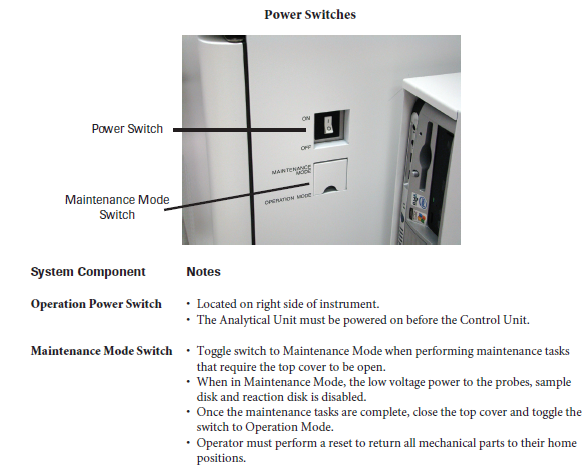 Power Switches
ON
Power Switch
OFF
MAINTENANCE
MODE
Maintenance Mode
Switch
OPERATION MODE
System Component Notes
Operation Power Switch • Located on right side of instrument.
• The Analytical Unit must be powered on before the Control Unit.
Maintenance Mode Switch • Toggle switch to Maintenance Mode when performing maintenance tasks
that require the top cover to be open.
• When in Maintenance Mode, the low voltage power to the probes, sample
disk and reaction disk is disabled.
• Once the maintenance tasks are complete, close the top cover and toggle the
switch to Operation Mode.
• Operator must perform a reset to return all mechanical parts to their home
positions.